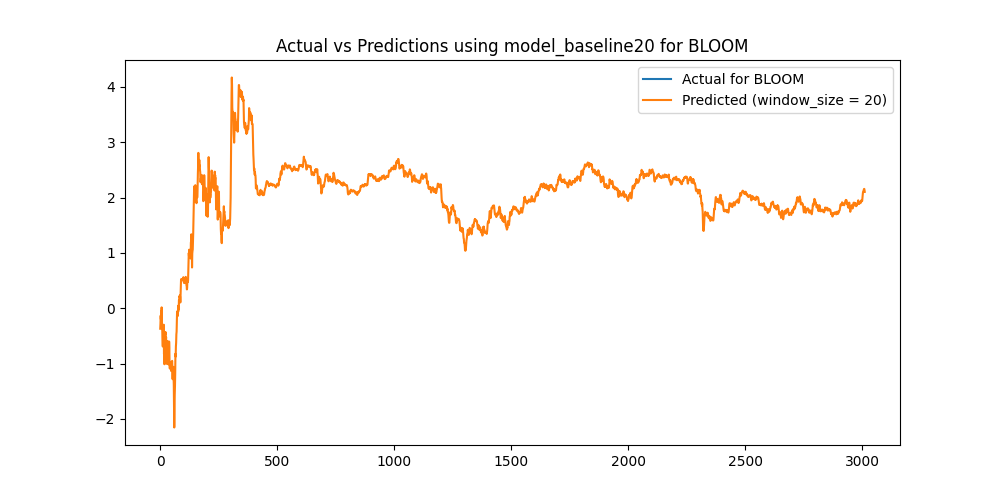 Actual vs Predictions using model_baseline20 for BLOOM
Actual for BLOOM
Predicted (window_size = 20)
4
3
2
1
0
−1
−2
0 500 1000 1500 2000 2500 3000